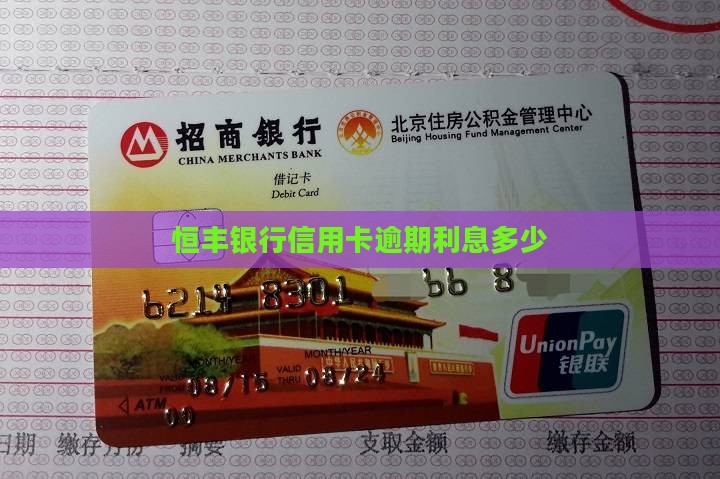 招商银行
CHINA MERCHANTS BANK
北京住房公积金管理中心
Beijing Housing Fund Management Center
借记卡
Debit Card
恒丰银行信用卡逾期利息多少
6214 8301 66 8
UnionPay
银联
MONTH/YEAR MONTH/YEAR
VALID FROM 08/15 VALID THRU 08/24
ATM
00
日期 缴存月份 摘要 支取金额 缴存金额